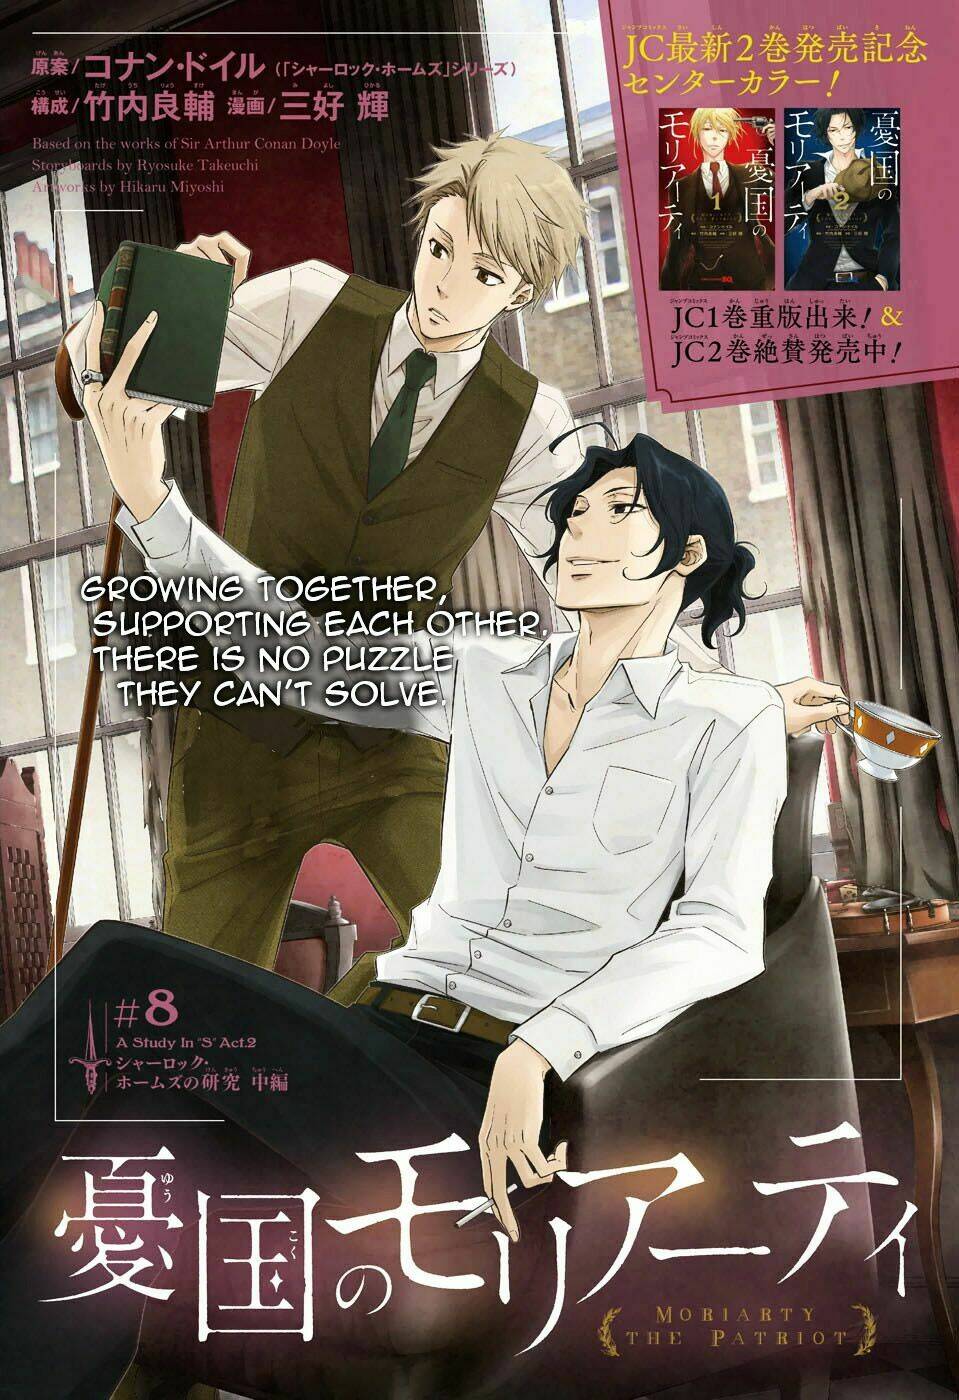 原案/コナン・ドイル(「シャーロック・ホームズ」シリーズ)
構成/竹内良輔 漫画/三好 輝
Based on the works of Sir Arthur Conan Doyle
Storyboards by Ryosuke Takeuchi
Artworks by Hikaru Miyoshi
JC最新2巻発売記念
センターカラー!
憂国の
モリアーティ
1
憂国の
モリアーティ
2
JC1巻重版出来!&
JC2巻絶賛発売中!
GROWING TOGETHER,
SUPPORTING EACH OTHER,
THERE IS NO PUZZLE
THEY CAN'T SOLVE.
#8
A Study In "S" Act.2
シャーロック・
ホームズの研究 中編
憂国のモリアーティ
MORIARTY
THE PATRIOT